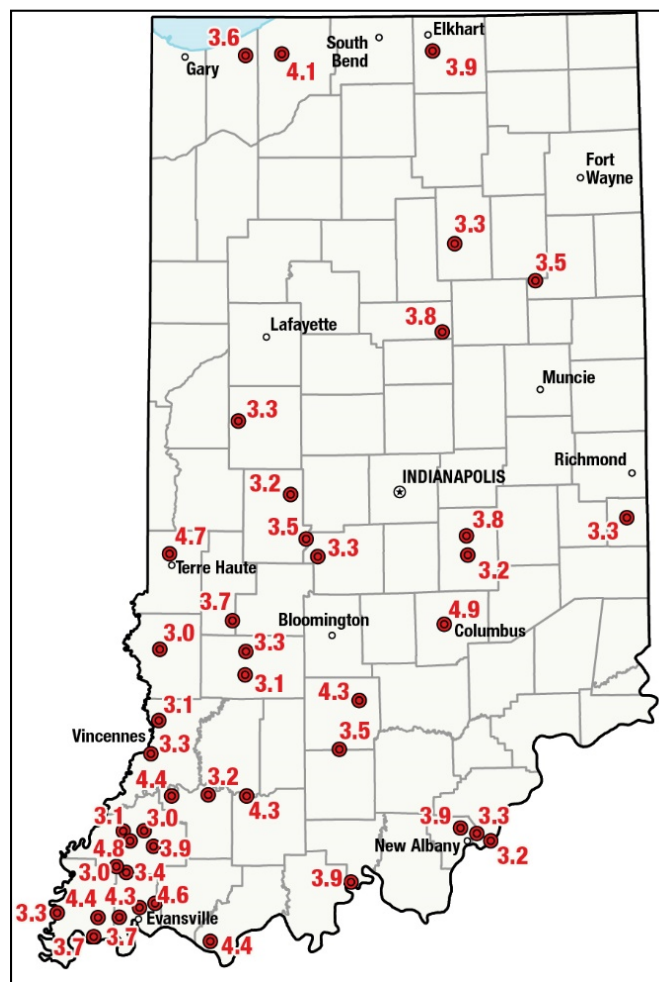 Elkhart
South
Bend
3.6
Gary
4.1
3.9
Fort
Wayne
3.3
3.5
3.8
Lafayette
Muncie
3.3
Richmond
INDIANAPOLIS
3.2
3.5
3.8
3.3
3.3
4.7
3.2
Terre Haute
3.7
4.9
Bloomington
Columbus
3.0
3.3
3.1
4.3
3.1
Vincennes
3.5
3.3
4.4
3.2
4.3
3.1
3.0
3.9
3.3
4.8
3.9
New Albany
3.2
3.0
3.4
3.9
4.4
4.3
4.6
3.3
Evansville
3.7
3.7
4.4